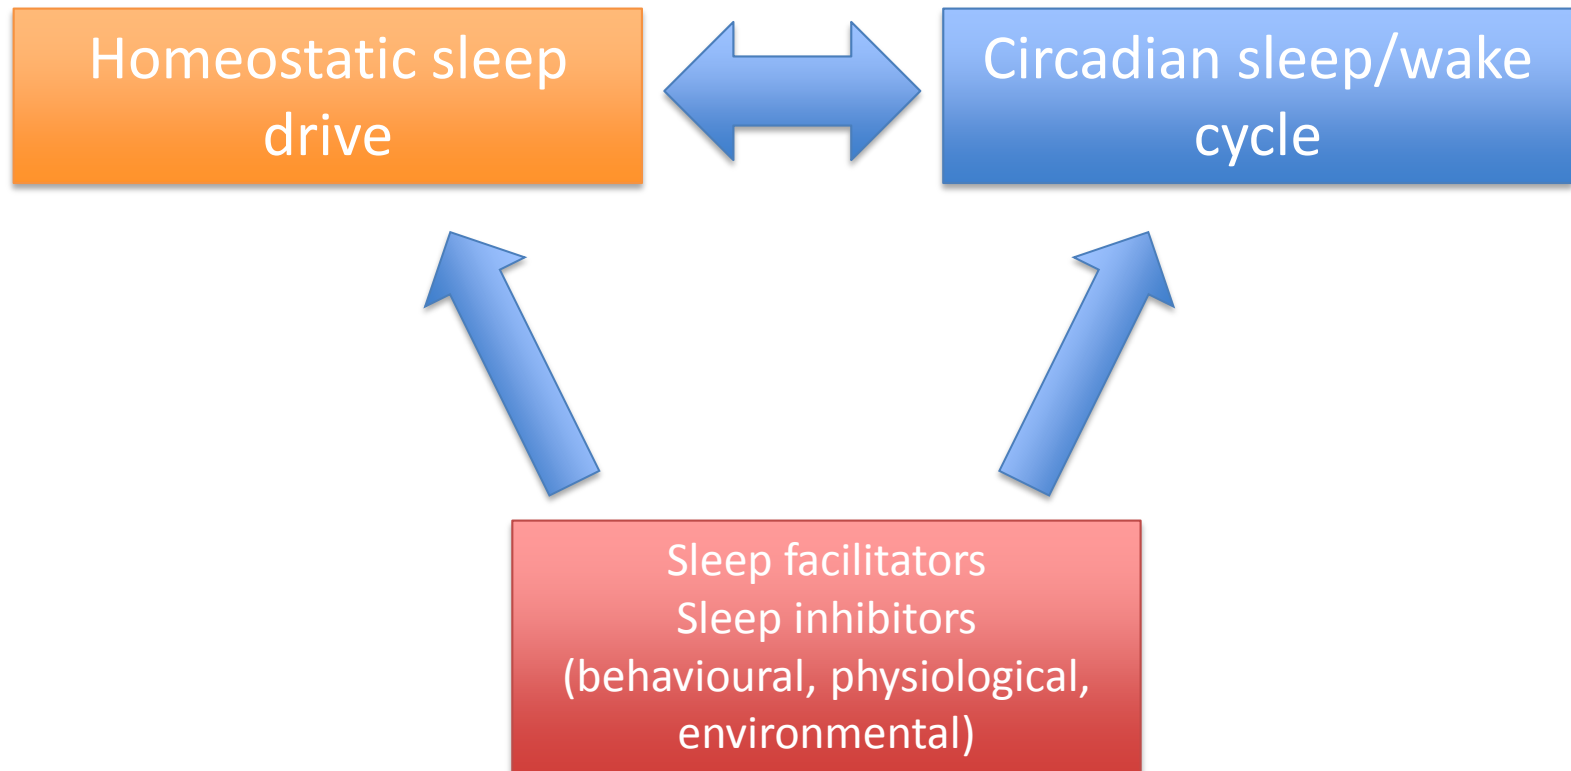 Homeostatic sleep
drive
Circadian sleep/wake
cycle
Sleep facilitators
Sleep inhibitors
(behavioural, physiological,
environmental)